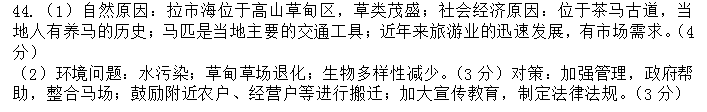 44.（1）自然原因：拉市海位于高山草甸区，草类茂盛；社会经济原因：位于茶马古道，当
地人有养马的历史；马匹是当地主要的交通工具；近年来旅游业的迅速发展，有市场需求。（4
分）
（2）环境问题：水污染；草甸草场退化；生物多样性减少。（3 分）对策：加强管理，政府帮
助，整合马场；鼓励附近农户、经营户等进行搬迁；加大宣传教育，制定法律法规。（3 分）